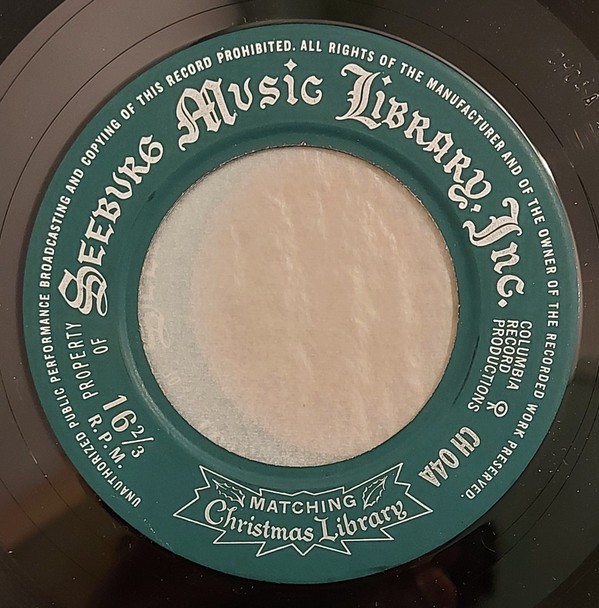 UNAUTHORIZED PUBLIC PERFORMANCE BROADCASTING AND COPYING OF THIS RECORD PROHIBITED. ALL RIGHTS OF THE MANUFACTURER AND OF THE OWNER OF THE RECORDED WORK PRESERVED.
PROPERTY
OF
SEEBURG MUSIC LIBRARY, INC.
16 2/3
R.P.M.
COLUMBIA
RECORD
PRODUCTIONS
CH04A
MATCHING
Christmas Library